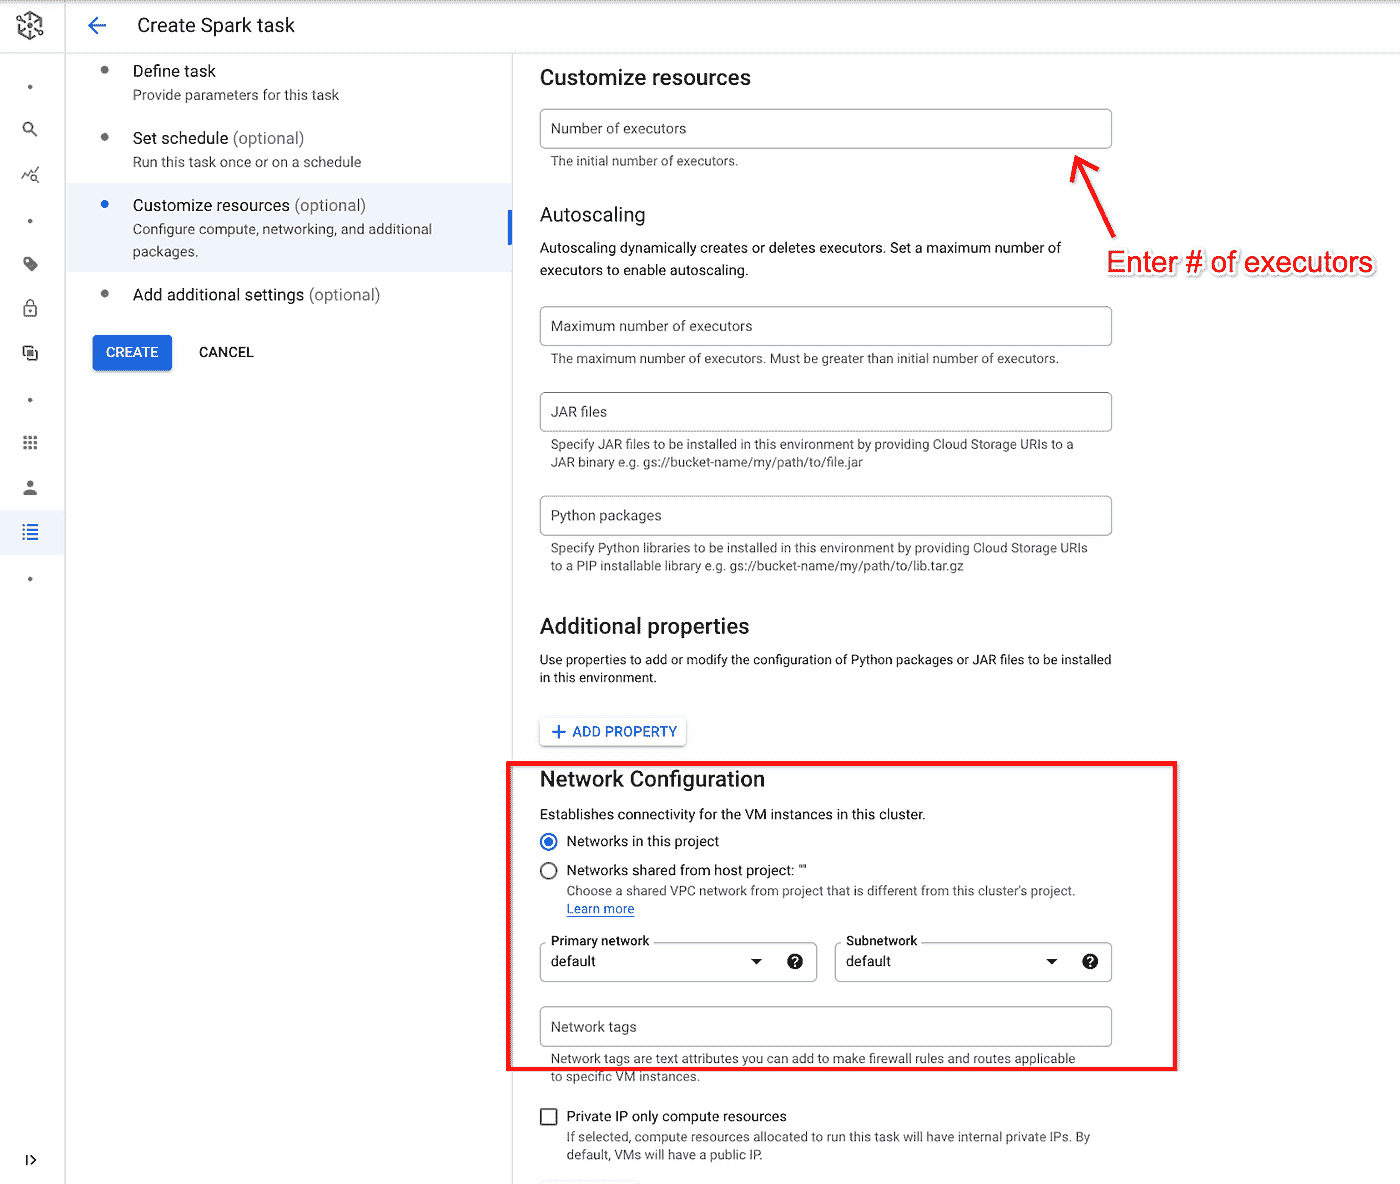 Create Spark task
Define task
Provide parameters for this task
Set schedule (optional)
Run this task once or on a schedule
Customize resources (optional)
Configure compute, networking, and additional
packages.
Add additional settings (optional)
CREATE
CANCEL
Customize resources
Number of executors
The initial number of executors.
Enter # of executors
Autoscaling
Autoscaling dynamically creates or deletes executors. Set a maximum number of
executors to enable autoscaling.
Maximum number of executors
The maximum number of executors. Must be greater than initial number of executors.
JAR files
Specify JAR files to be installed in this environment by providing Cloud Storage URIs to a
JAR binary e.g. gs://bucket-name/my/path/to/file.jar
Python packages
Specify Python libraries to be installed in this environment by providing Cloud Storage URIs
to a PIP installable library e.g. gs://bucket-name/my/path/to/lib.tar.gz
Additional properties
Use properties to add or modify the configuration of Python packages or JAR files to be installed
in this environment.
+ ADD PROPERTY
Network Configuration
Establishes connectivity for the VM instances in this cluster.
Networks in this project
Networks shared from host project: ""
Choose a shared VPC network from project that is different from this cluster's project.
Learn more
Primary network
default
Subnetwork
default
Network tags
Network tags are text attributes you can add to make firewall rules and routes applicable
to specific VM instances.
Private IP only compute resources
If selected, compute resources allocated to run this task will have internal private IPs. By
default, VMs will have a public IP.